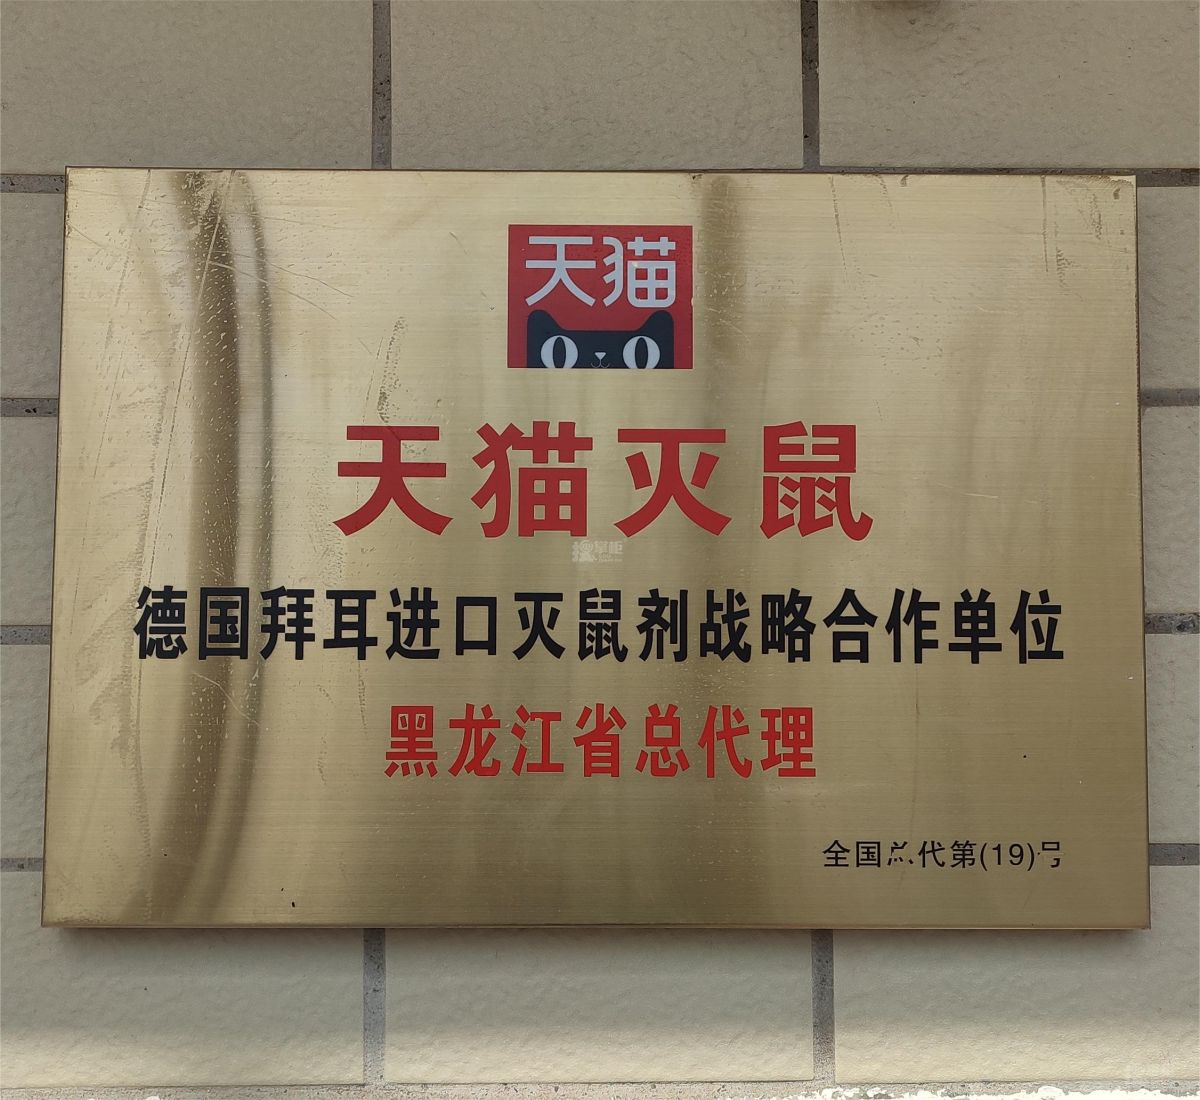 天猫
天猫灭鼠
德国拜耳进口灭鼠剂战略合作单位
黑龙江省总代理
全国总代第(19)号